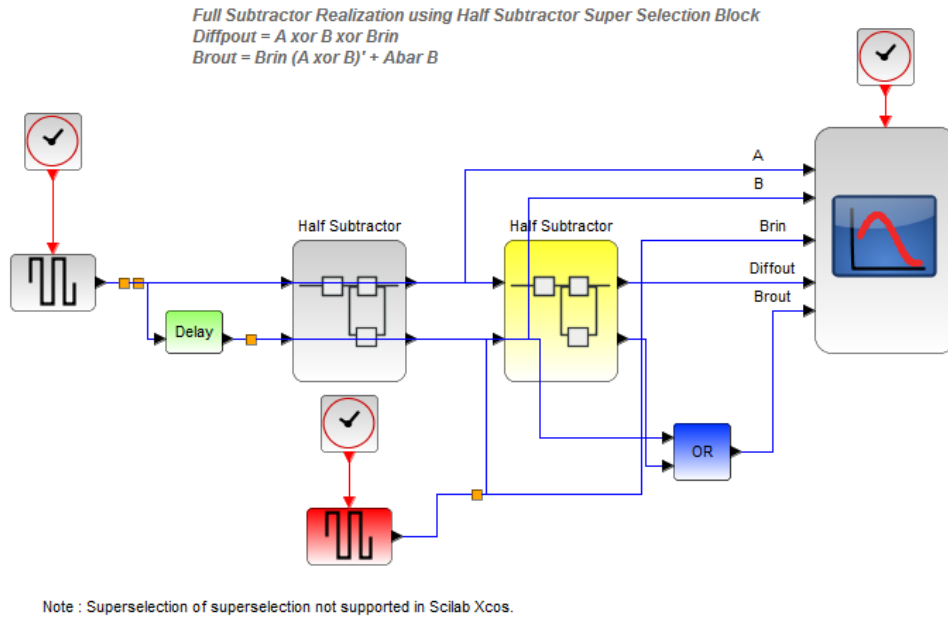 Full Subtractor Realization using Half Subtractor Super Selection Block
Diffpout = A xor B xor Brin
Brout = Brin (A xor B)' + Abar B
A
B
Half Subtractor
Half Subtractor
Brin
Diffout
Brout
Delay
OR
Note : Superselection of superselection not supported in Scilab Xcos.